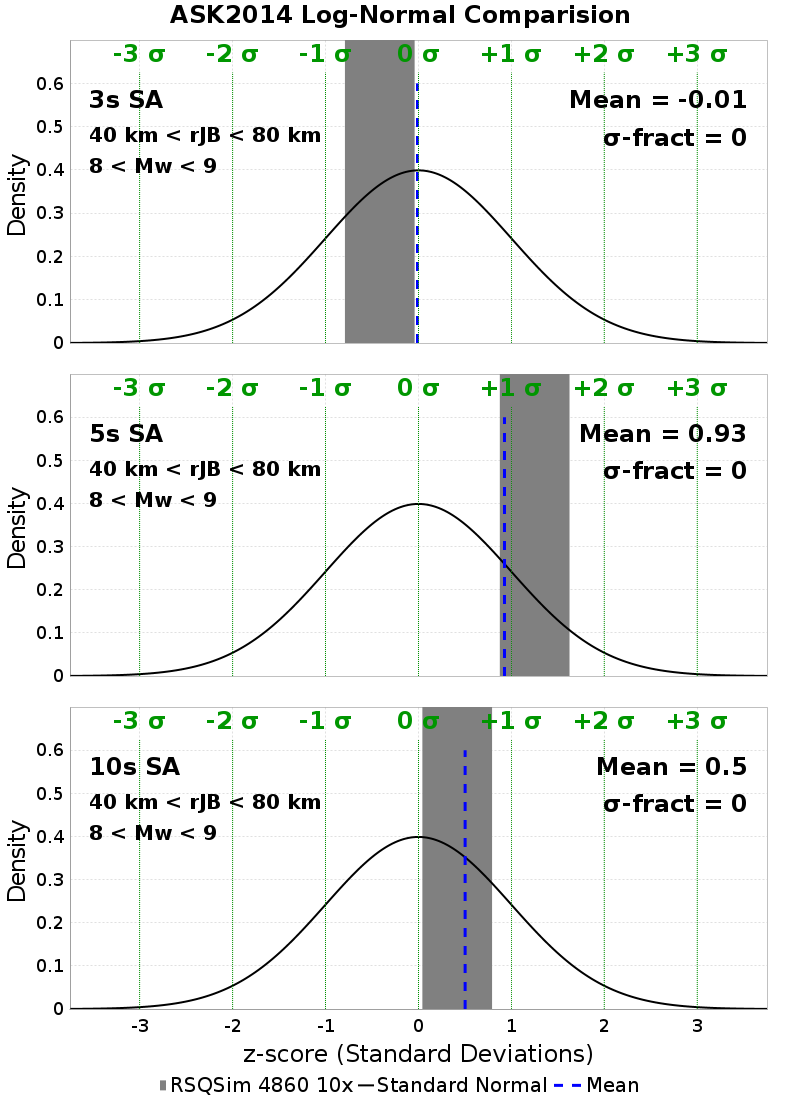 ASK2014 Log-Normal Comparision
-3 σ -2 σ -1 σ 0 σ +1 σ +2 σ +3 σ
0.6
3s SA
Mean = -0.01
0.5
40 km < rJB < 80 km
σ-fract = 0
8 < Mw < 9
0.4
Density
0.3
0.2
0.1
0
-3 σ -2 σ -1 σ 0 σ +1 σ +2 σ +3 σ
0.6
5s SA
Mean = 0.93
0.5
40 km < rJB < 80 km
σ-fract = 0
8 < Mw < 9
0.4
Density
0.3
0.2
0.1
0
-3 σ -2 σ -1 σ 0 σ +1 σ +2 σ +3 σ
0.6
10s SA
Mean = 0.5
0.5
40 km < rJB < 80 km
σ-fract = 0
8 < Mw < 9
0.4
Density
0.3
0.2
0.1
0
-3 -2 -1 0 1 2 3
z-score (Standard Deviations)
RSQSim 4860 10x Standard Normal Mean